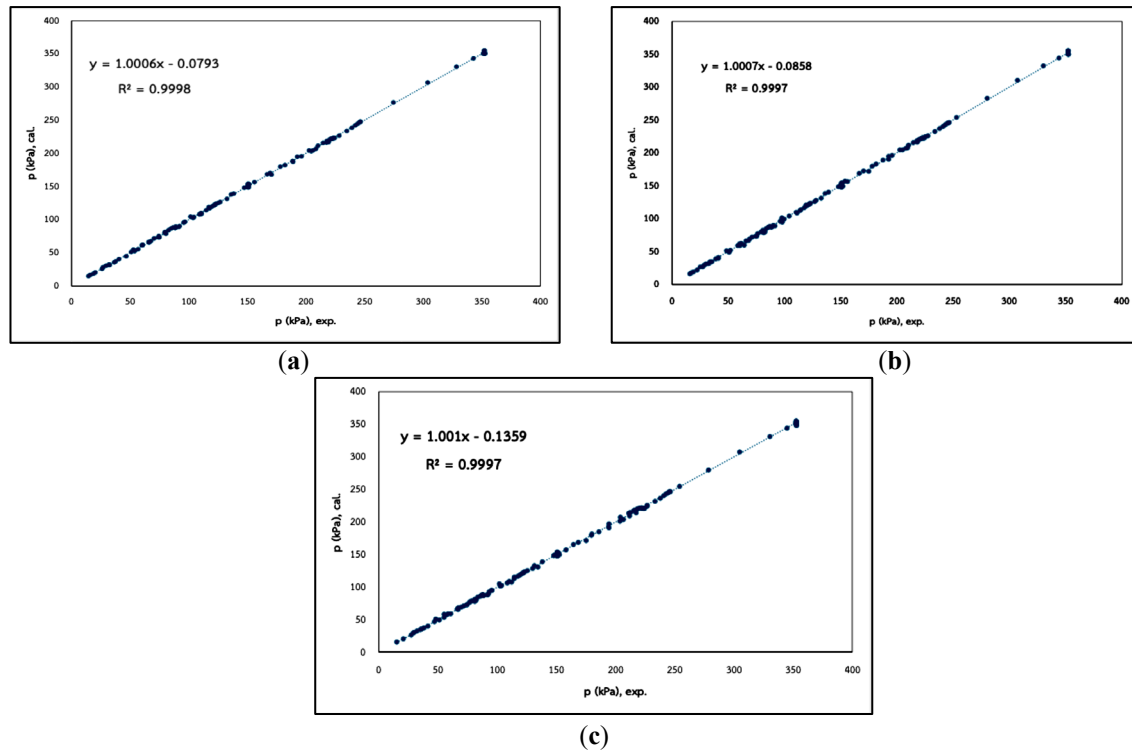 400
350
300
250
200
150
100
50
0
p (kPa), cal.
y = 1.0006x - 0.0793
R² = 0.9998
0 50 100 150 200 250 300 350 400
p (kPa), exp.
(a)
400
350
300
250
200
150
100
50
0
p (kPa), cal.
y = 1.0007x - 0.0858
R² = 0.9997
0 50 100 150 200 250 300 350 400
p (kPa), exp.
(b)
400
350
300
250
200
150
100
50
0
p (kPa), cal.
y = 1.001x - 0.1359
R² = 0.9997
0 50 100 150 200 250 300 350 400
p (kPa), exp.
(c)